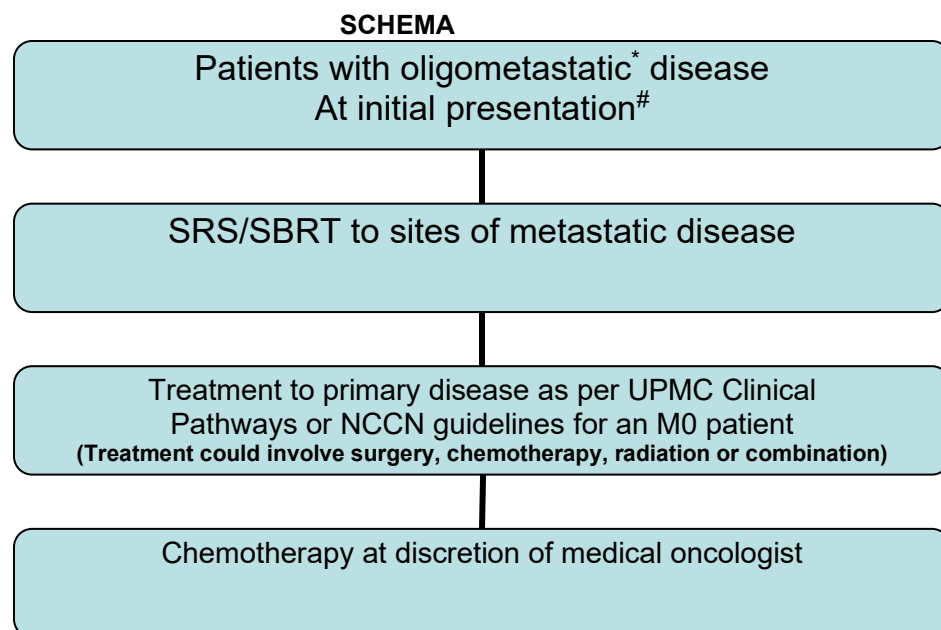 SCHEMA
Patients with oligometastatic* disease
At initial presentation#
SRS/SBRT to sites of metastatic disease
Treatment to primary disease as per UPMC Clinical
Pathways or NCCN guidelines for an M0 patient
(Treatment could involve surgery, chemotherapy, radiation or combination)
Chemotherapy at discretion of medical oncologist